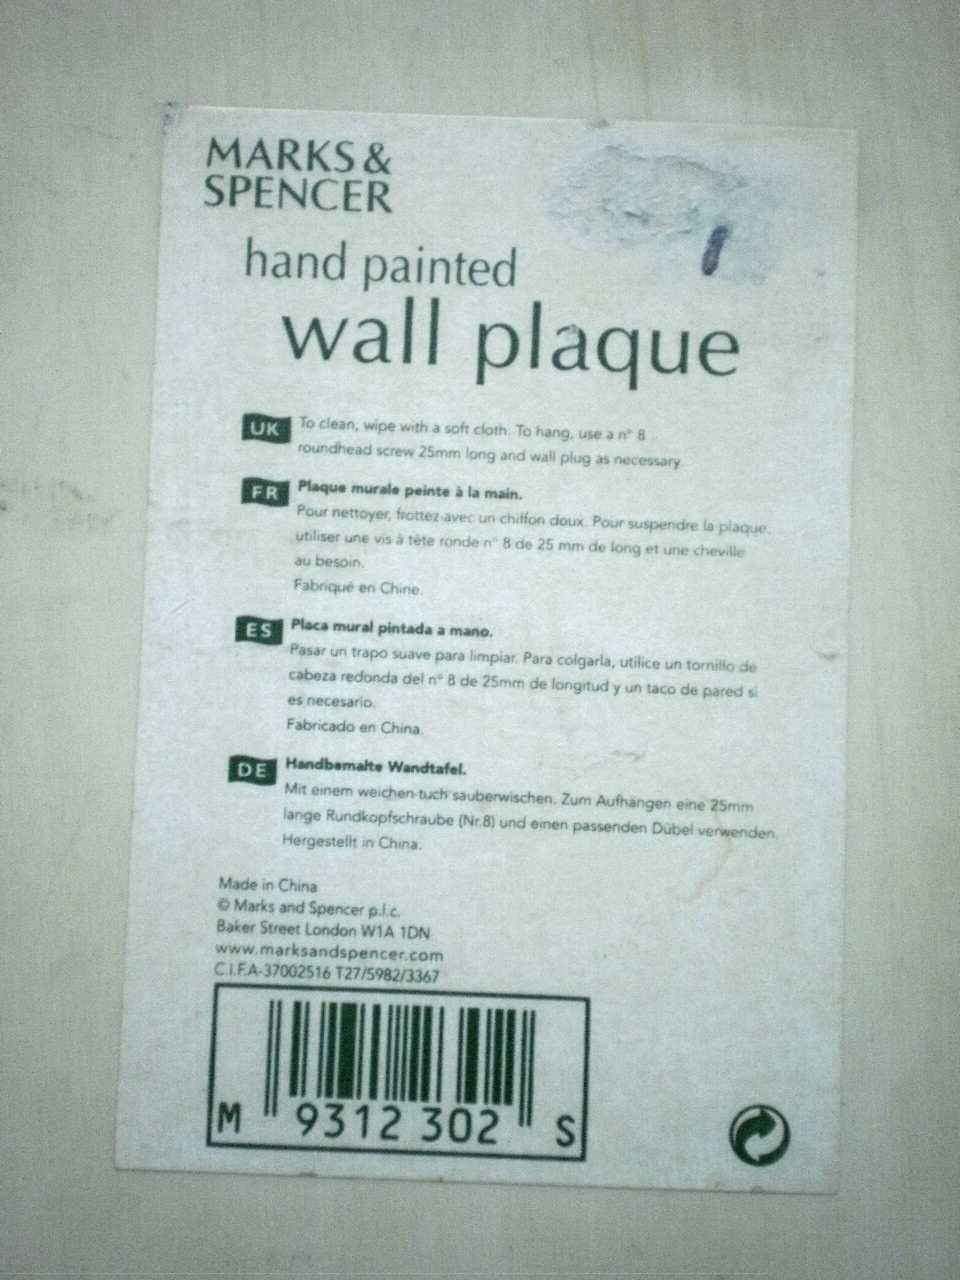 MARKS &
SPENCER
hand painted
wall plaque
UK To clean, wipe with a soft cloth. To hang, use a n° 8
roundhead screw 25mm long and wall plug as necessary.
FR Plaque murale peinte à la main.
Pour nettoyer, frottez avec un chiffon doux. Pour suspendre la plaque,
utiliser une vis à tête ronde n° 8 de 25 mm de long et une cheville
au besoin.
Fabriqué en Chine.
ES Placa mural pintada a mano.
Pasar un trapo suave para limpiar. Para colgarla, utilice un tornillo de
cabeza redonda del n° 8 de 25mm de longitud y un taco de pared si
es necesario.
Fabricado en China.
DE Handbemalte Wandtafel.
Mit einem weichen tuch sauberwischen. Zum Aufhängen eine 25mm
lange Rundkopfschraube (Nr.8) und einen passenden Dübel verwenden.
Hergestellt in China.
Made in China
© Marks and Spencer p.l.c.
Baker Street London W1A 1DN
www.marksandspencer.com
C.I.F.A-37002516 T27/5982/3367
M 9312 302 S